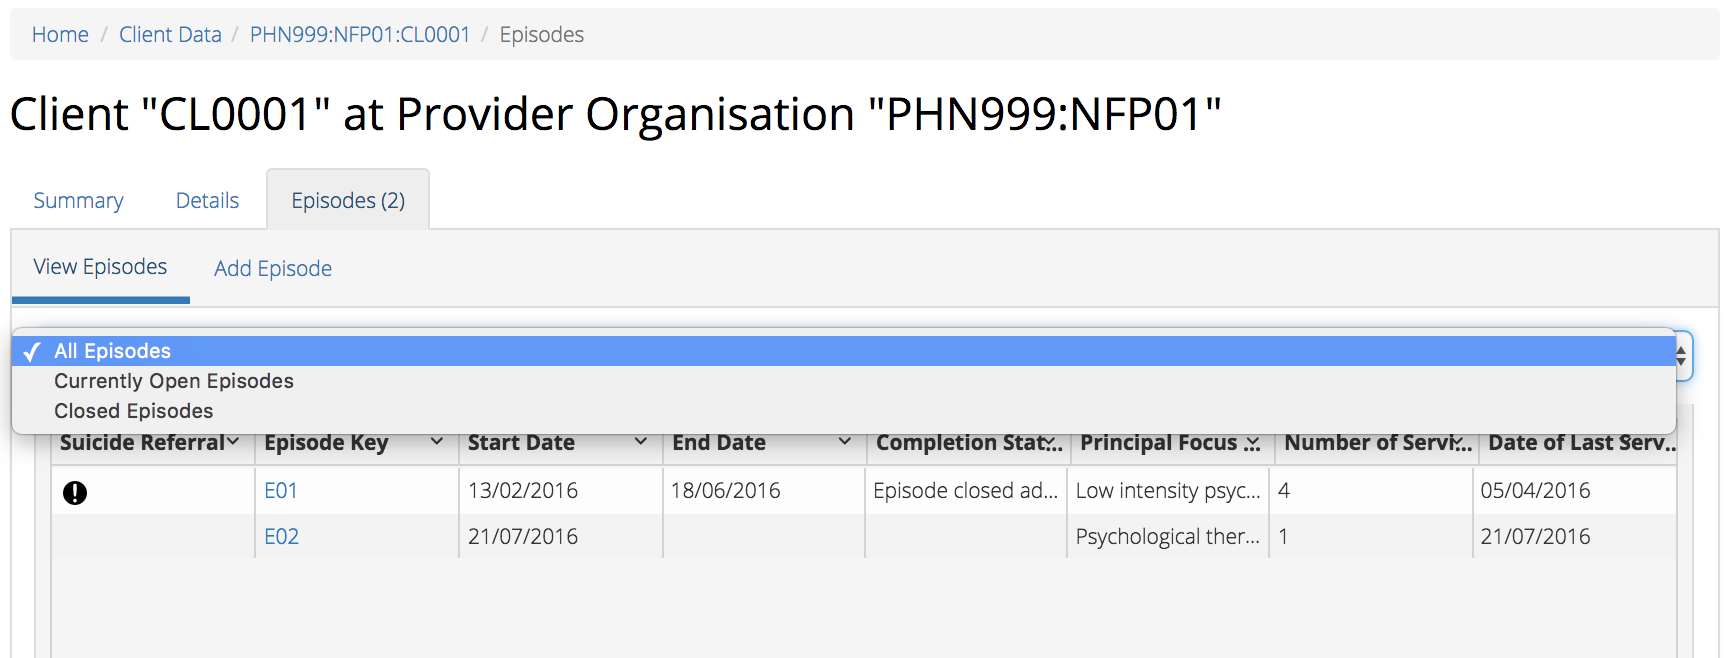 Home / Client Data / PHN999:NFP01:CL0001 / Episodes
Client "CL0001" at Provider Organisation "PHN999:NFP01"
Summary Details Episodes (2)
View Episodes Add Episode
✓ All Episodes
Currently Open Episodes
Closed Episodes
Suicide Referral Episode Key Start Date End Date Completion Stat... Principal Focus ... Number of Servi... Date of Last Serv...
E01 13/02/2016 18/06/2016 Episode closed ad... Low intensity psyc... 4 05/04/2016
E02 21/07/2016 Psychological ther... 1 21/07/2016